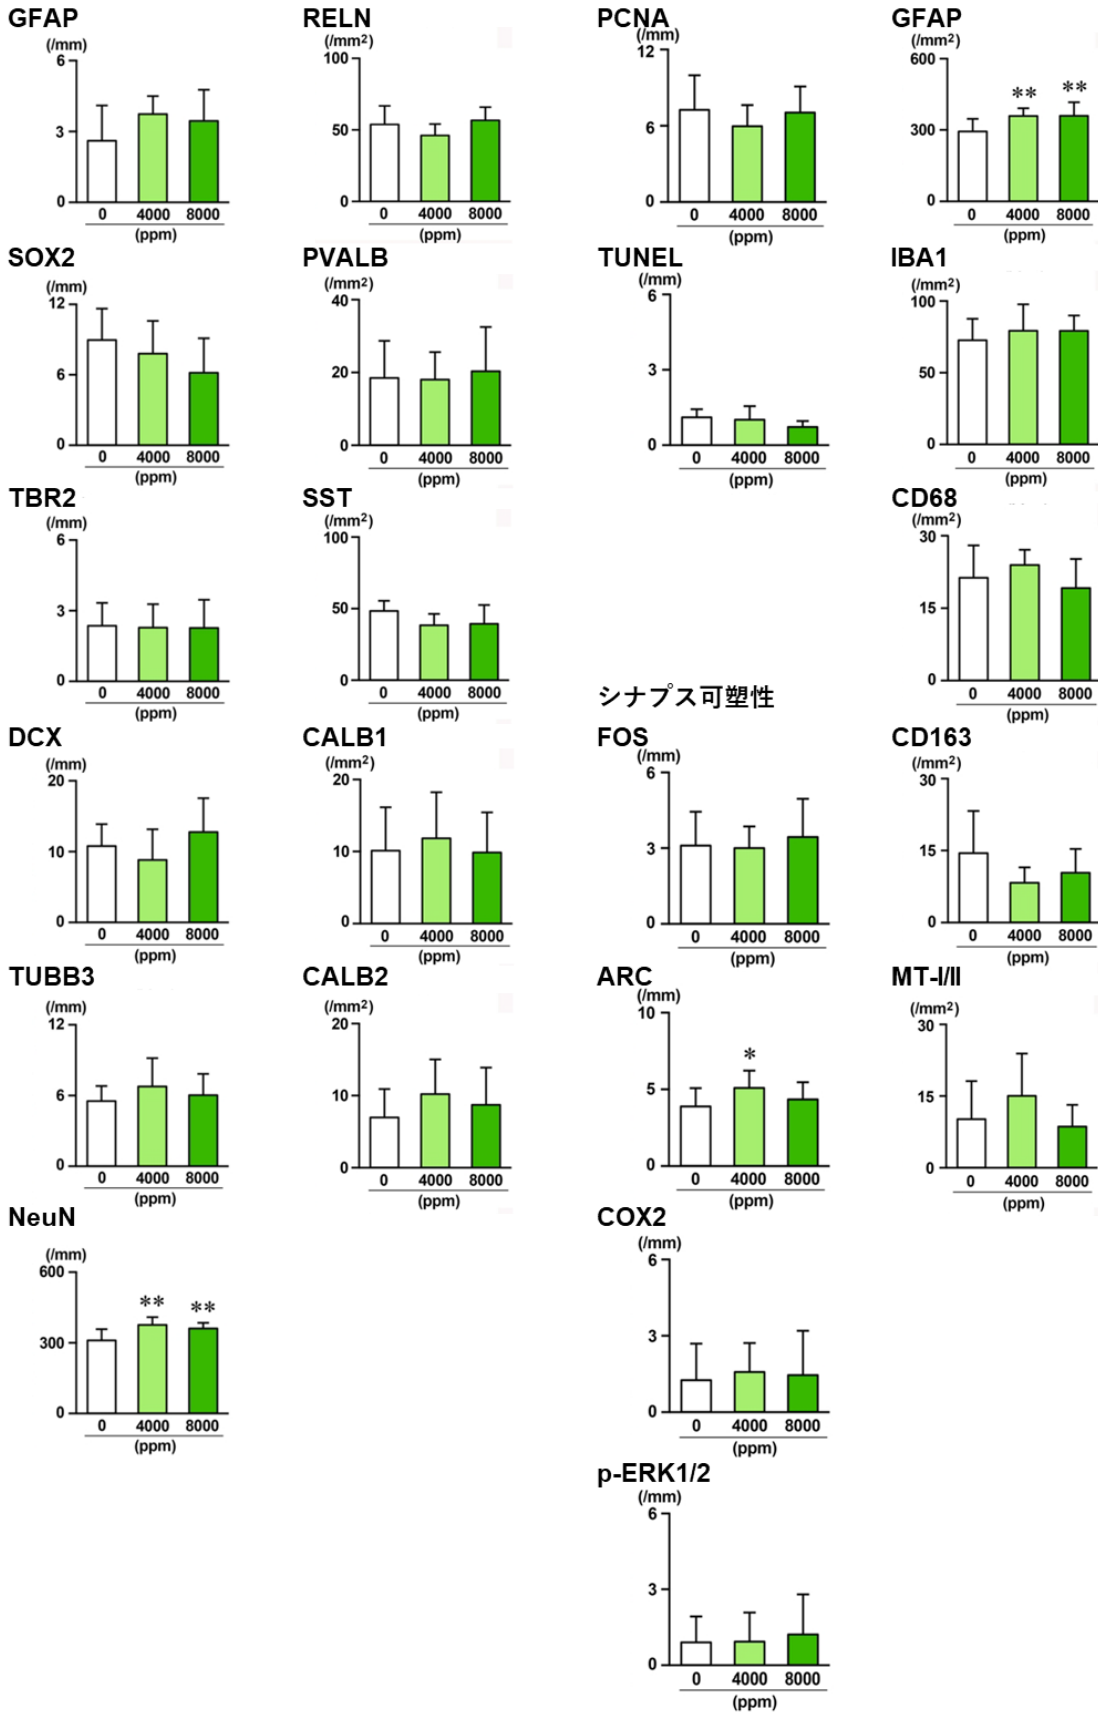 GFAP
(/mm)
6
3
0
0 4000 8000
(ppm)
SOX2
(/mm)
12
6
0
0 4000 8000
(ppm)
TBR2
(/mm)
6
3
0
0 4000 8000
(ppm)
DCX
(/mm)
20
10
0
0 4000 8000
(ppm)
TUBB3
(/mm)
12
6
0
0 4000 8000
(ppm)
NeuN
(/mm)
600
** **
300
0
0 4000 8000
(ppm)
RELN
(/mm²)
100
50
0
0 4000 8000
(ppm)
PVALB
(/mm²)
40
20
0
0 4000 8000
(ppm)
SST
(/mm²)
100
50
0
0 4000 8000
(ppm)
CALB1
(/mm²)
20
10
0
0 4000 8000
(ppm)
CALB2
(/mm²)
20
10
0
0 4000 8000
(ppm)
PCNA
(/mm)
12
6
0
0 4000 8000
(ppm)
TUNEL
(/mm)
6
3
0
0 4000 8000
(ppm)
シナプス可塑性
FOS
(/mm)
6
3
0
0 4000 8000
(ppm)
ARC
(/mm)
10
*
5
0
0 4000 8000
(ppm)
COX2
(/mm)
6
3
0
0 4000 8000
(ppm)
p-ERK1/2
(/mm)
6
3
0
0 4000 8000
(ppm)
GFAP
(/mm²)
600
** **
300
0
0 4000 8000
(ppm)
IBA1
(/mm²)
100
50
0
0 4000 8000
(ppm)
CD68
(/mm²)
30
15
0
0 4000 8000
(ppm)
CD163
(/mm²)
30
15
0
0 4000 8000
(ppm)
MT-I/II
(/mm²)
30
15
0
0 4000 8000
(ppm)